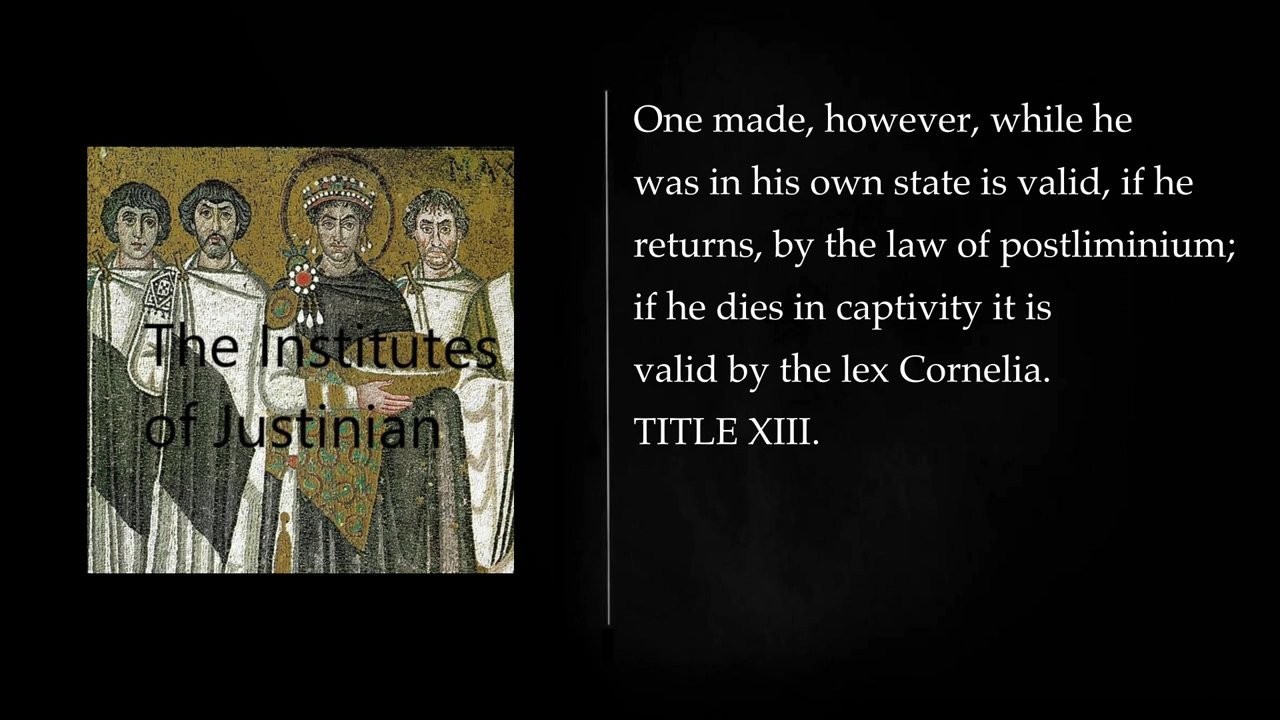 The Institutes
of Justinian
One made, however, while he
was in his own state is valid, if he
returns, by the law of postliminium;
if he dies in captivity it is
valid by the lex Cornelia.
TITLE XIII.